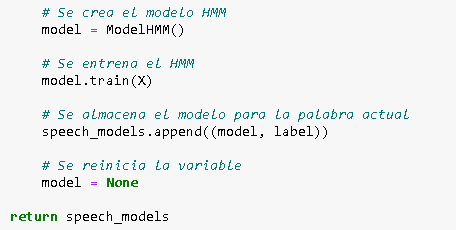 # Se crea el modelo HMM
model = ModelHMM()
# Se entrena el HMM
model.train(X)
# Se almacena el modelo para la palabra actual
speech_models.append((model, label))
# Se reinicia la variable
model = None
return speech_models